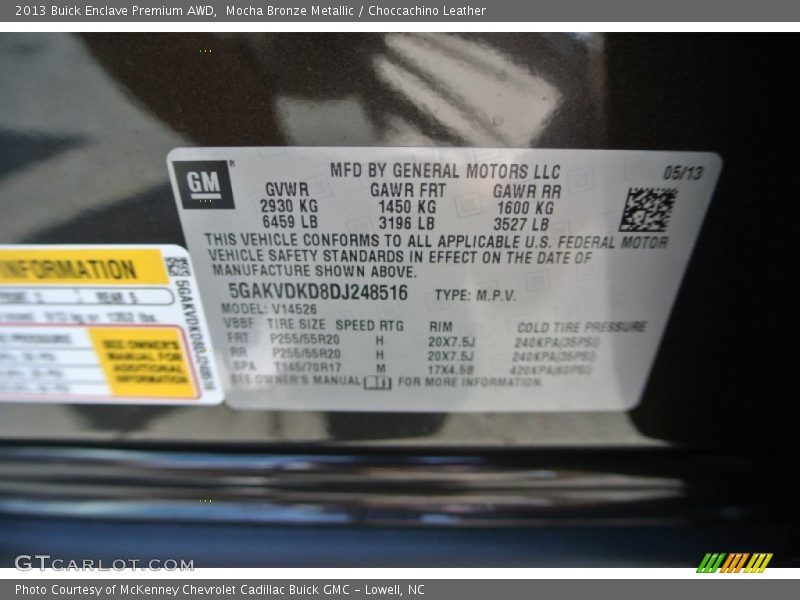 2013 Buick Enclave Premium AWD,  Mocha Bronze Metallic / Choccachino Leather
GM
MFD BY GENERAL MOTORS LLC
05/13
GVWR GAWR FRT GAWR RR
2930 KG 1450 KG 1600 KG
6459 LB 3196 LB 3527 LB
THIS VEHICLE CONFORMS TO ALL APPLICABLE U.S. FEDERAL MOTOR
VEHICLE SAFETY STANDARDS IN EFFECT ON THE DATE OF
MANUFACTURE SHOWN ABOVE.
5GAKVDKD8DJ248516 TYPE: M.P.V.
MODEL: V14526
VBBF TIRE SIZE SPEED RTG RIM COLD TIRE PRESSURE
FRT P255/55R20 H 20X7.5J 240KPA(35PSI)
RR P255/55R20 H 20X7.5J 240KPA(35PSI)
SPA T145/70R17 M 17X4.5B 420KPA(60PSI)
SEE OWNER'S MANUAL FOR MORE INFORMATION.
INFORMATION
REAR 5
5GAKVDKD8DJ248516
SEE OWNER'S
MANUAL FOR
ADDITIONAL
INFORMATION
GTCARLOT.COM
Photo Courtesy of McKenney Chevrolet Cadillac Buick GMC - Lowell, NC